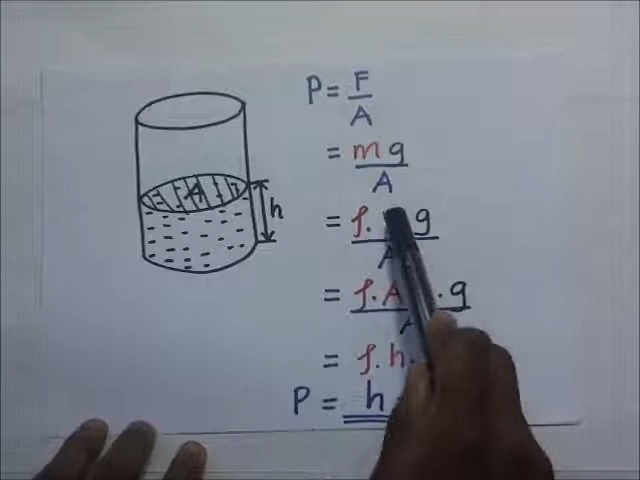 P = F/A
= mg/A
= ρ. g/A
= ρ.A .g/A
= ρ.h.
P = h
A
h